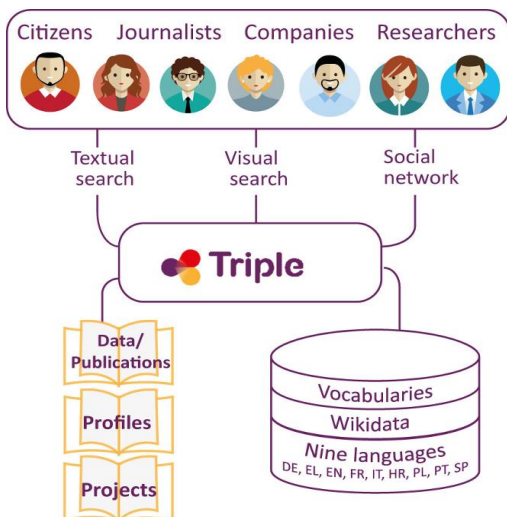 Citizens Journalists Companies Researchers
Textual
search
Visual
search
Social
network
Triple
Data/
Publications
Profiles
Projects
Vocabularies
Wikidata
Nine languages
DE, EL, EN, FR, IT, HR, PL, PT, SP